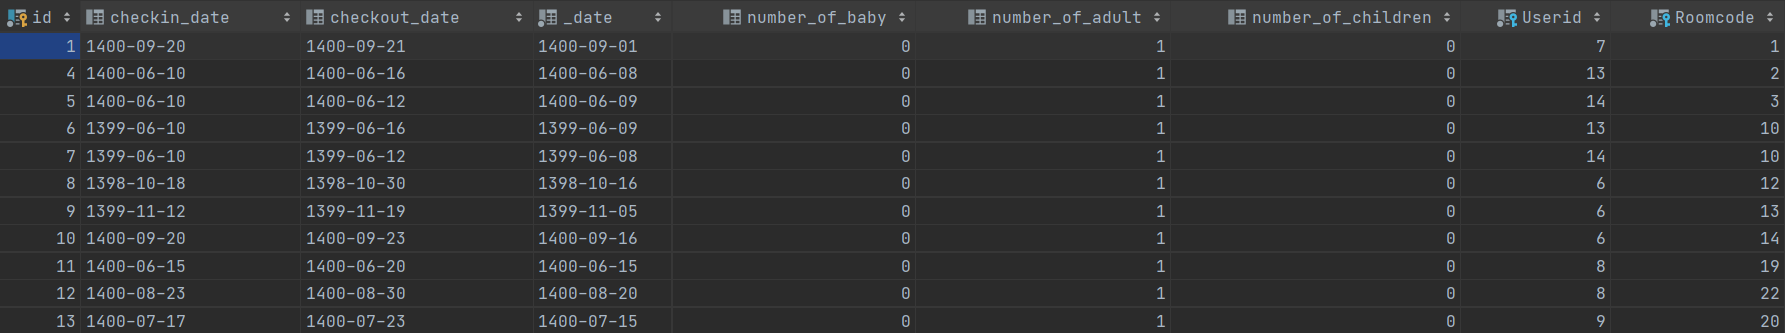 id checkin_date checkout_date _date number_of_baby number_of_adult number_of_children Userid Roomcode
1 1400-09-20 1400-09-21 1400-09-01 0 1 0 7 1
4 1400-06-10 1400-06-16 1400-06-08 0 1 0 13 2
5 1400-06-10 1400-06-12 1400-06-09 0 1 0 14 3
6 1399-06-10 1399-06-16 1399-06-09 0 1 0 13 10
7 1399-06-10 1399-06-12 1399-06-08 0 1 0 14 10
8 1398-10-18 1398-10-30 1398-10-16 0 1 0 6 12
9 1399-11-12 1399-11-19 1399-11-05 0 1 0 6 13
10 1400-09-20 1400-09-23 1400-09-16 0 1 0 6 14
11 1400-06-15 1400-06-20 1400-06-15 0 1 0 8 19
12 1400-08-23 1400-08-30 1400-08-20 0 1 0 8 22
13 1400-07-17 1400-07-23 1400-07-15 0 1 0 9 20